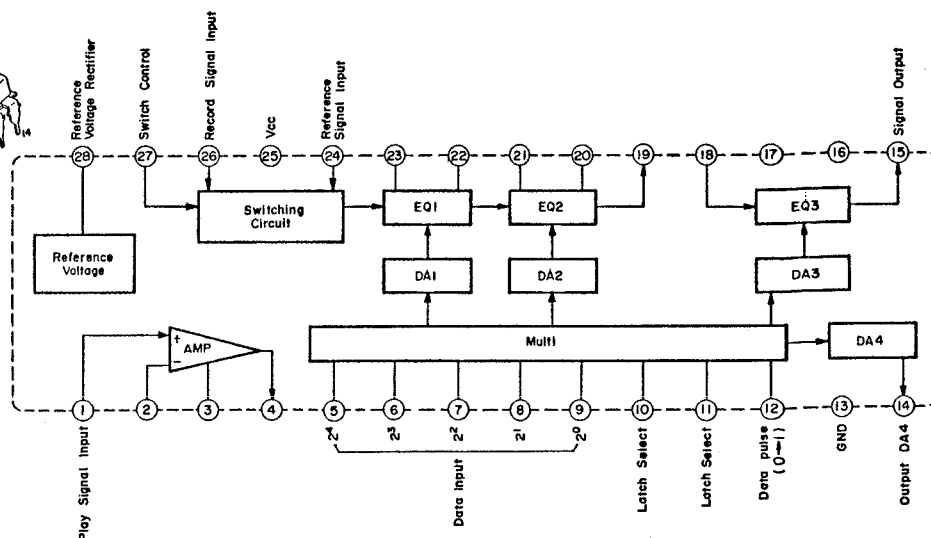 14
Reference
Voltage Rectifier
Switch Control
Record Signal Input
Vcc
Reference
Signal Input
Signal Output
28
27
26
25
24
23
22
21
20
19
18
17
16
15
Switching
Circuit
EQ1
EQ2
EQ3
Reference
Voltage
DA1
DA2
DA3
+
−
AMP
Multi
DA4
1
2
3
4
5
6
7
8
9
10
11
12
13
14
Play Signal Input
2⁴
2³
2²
2¹
2⁰
Data Input
Latch Select
Latch Select
Data pulse
(0→1)
GND
Output DA4